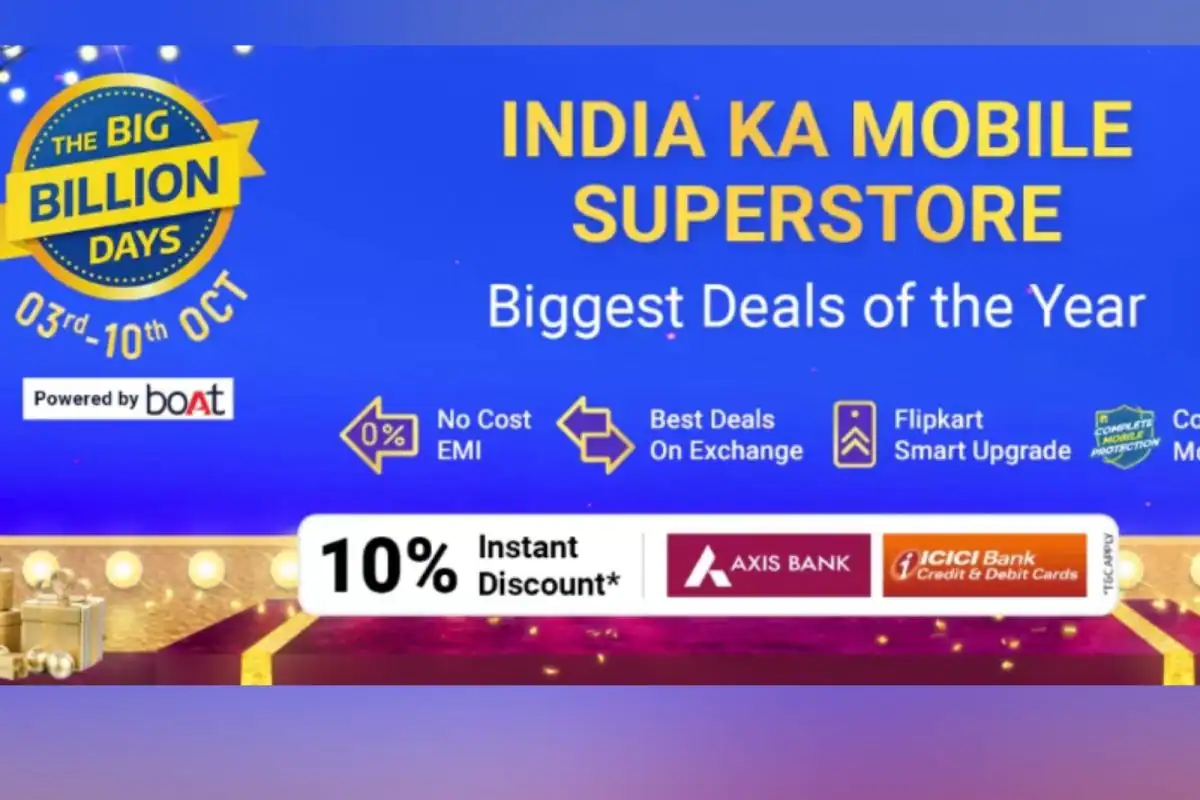 THE BIG
BILLION
DAYS
03rd-10th OCT
Powered by boAt
INDIA KA MOBILE
SUPERSTORE
Biggest Deals of the Year
0%
No Cost
EMI
Best Deals
On Exchange
Flipkart
Smart Upgrade
COMPLETE
MOBILE
PROTECTION
Co
Mo
10%
Instant
Discount*
AXIS BANK
ICICI Bank
Credit & Debit Cards
*T&C APPLY